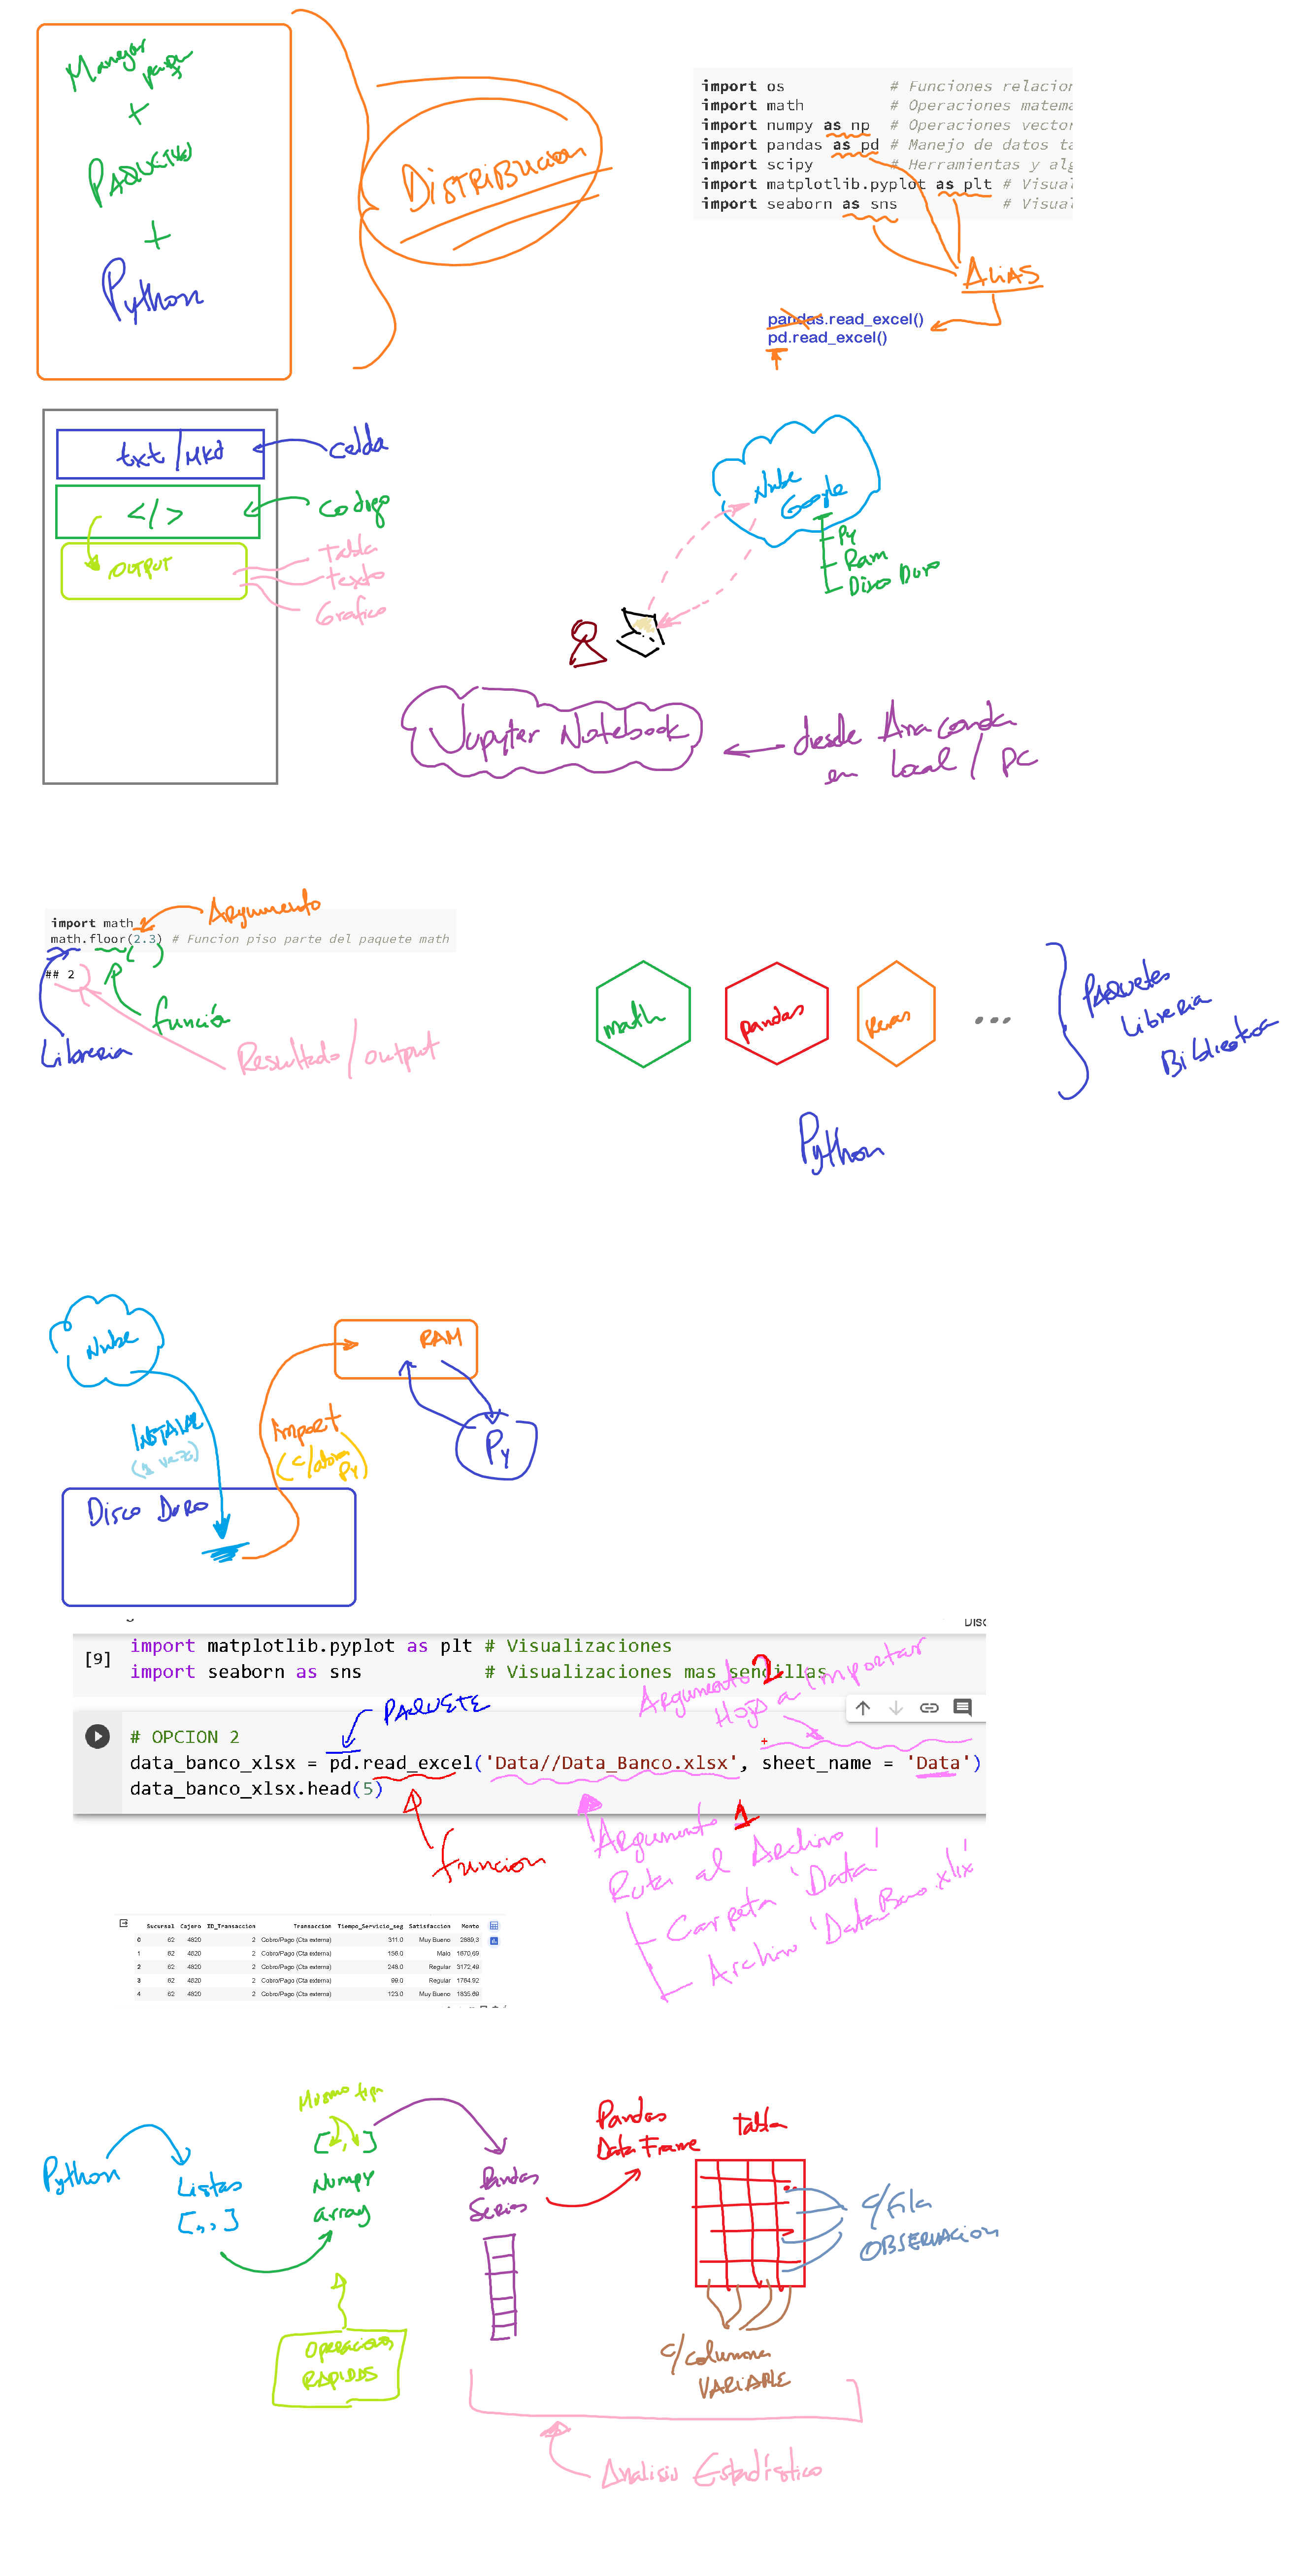 +
PAQUETES
+
Python
DISTRIBUCION
import os # Funciones relacion
import math # Operaciones matema
import numpy as np # Operaciones vector
import pandas as pd # Manejo de datos ta
import scipy # Herramientas y alg
import matplotlib.pyplot as plt # Visual
import seaborn as sns # Visual
ALIAS
pandas.read_excel()
pd.read_excel()
txt/MKD
celda
</>
codigo
OUTPUT
Tabla
texto
Grafico
Nube
Google
Py
Ram
Disco Duro
Jupyter Notebook
desde Anaconda
en Local / PC
Argumento
import math
math.floor(2.3) # Funcion piso parte del paquete math
## 2
función
Libreria
Resultado/output
math
pandas
keras
...
PAQUETES
Libreria
Biblioteca
Python
Nube
RAM
INSTALAR
(1 vez)
import
Py
Disco Duro
[9]
import matplotlib.pyplot as plt # Visualizaciones
import seaborn as sns # Visualizaciones mas sencillas
Argumento 2
Hoja a importar
PAQUETE
# OPCION 2
data_banco_xlsx = pd.read_excel('Data//Data_Banco.xlsx', sheet_name = 'Data')
data_banco_xlsx.head(5)
funcion
Argumento 1
Ruta al Archivo
Carpeta 'Data'
Archivo 'Data_Banco.xlsx'
Sucursal Cajero ID_Transaccion Transaccion Tiempo_Servicio_seg Satisfaccion Monto
0 62 4820 2 Cobro/Pago (Cta externa) 311.0 Muy Bueno 2889,3
1 62 4820 2 Cobro/Pago (Cta externa) 156.0 Malo 1670,69
2 62 4820 2 Cobro/Pago (Cta externa) 248.0 Regular 3172,49
3 62 4820 2 Cobro/Pago (Cta externa) 99.0 Regular 1764.92
4 62 4820 2 Cobro/Pago (Cta externa) 123.0 Muy Bueno 1835.69
Mismo tipo
[ , ]
Python
Listas
[,,]
Numpy
array
Pandas
Series
Pandas
Data Frame
Tabla
c/fila
OBSERVACION
Operaciones
RAPIDAS
c/columna
VARIABLE
Analisis Estadístico